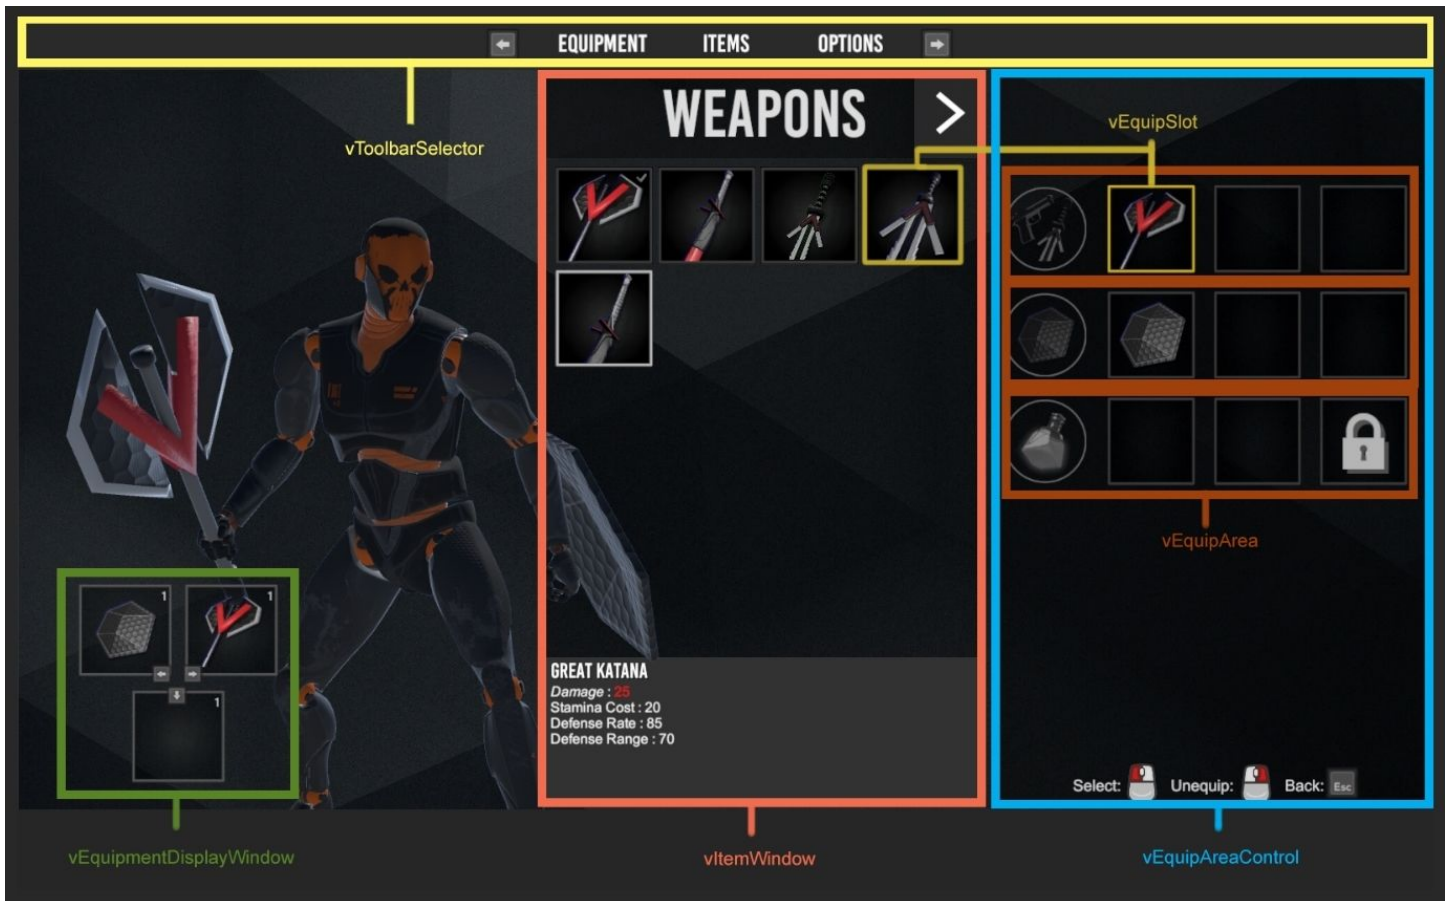 EQUIPMENT ITEMS OPTIONS
vToolbarSelector
WEAPONS
vEquipSlot
vEquipArea
1 1
1
GREAT KATANA
Damage : 25
Stamina Cost : 20
Defense Rate : 85
Defense Range : 70
Select: Unequip: Back: Esc
vEquipmentDisplayWindow
vItemWindow
vEquipAreaControl